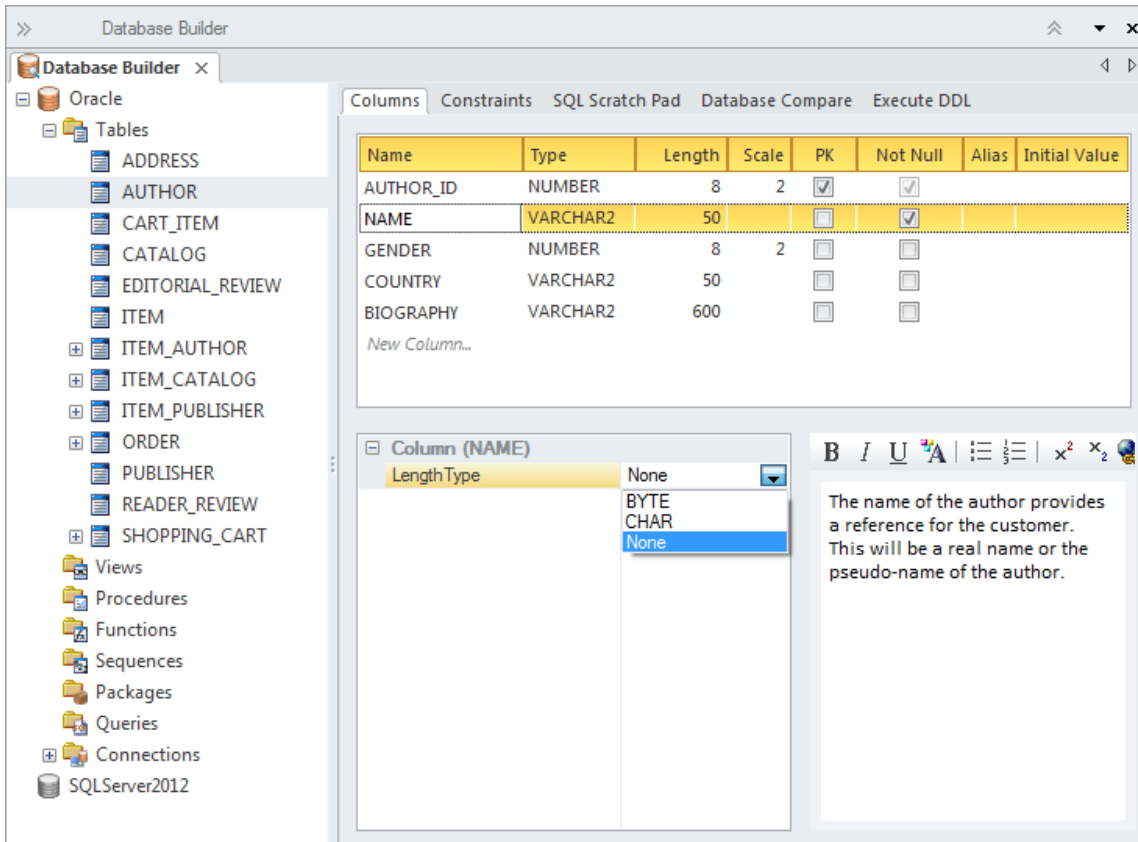 Database Builder
Database Builder
Oracle
Tables
ADDRESS
AUTHOR
CART_ITEM
CATALOG
EDITORIAL_REVIEW
ITEM
ITEM_AUTHOR
ITEM_CATALOG
ITEM_PUBLISHER
ORDER
PUBLISHER
READER_REVIEW
SHOPPING_CART
Views
Procedures
Functions
Sequences
Packages
Queries
Connections
SQLServer2012
Columns Constraints SQL Scratch Pad Database Compare Execute DDL
Name Type Length Scale PK Not Null Alias Initial Value
AUTHOR_ID NUMBER 8 2
NAME VARCHAR2 50
GENDER NUMBER 8 2
COUNTRY VARCHAR2 50
BIOGRAPHY VARCHAR2 600
New Column...
Column (NAME)
LengthType None
BYTE
CHAR
None
B I U A x² x₂
The name of the author provides
a reference for the customer.
This will be a real name or the
pseudo-name of the author.